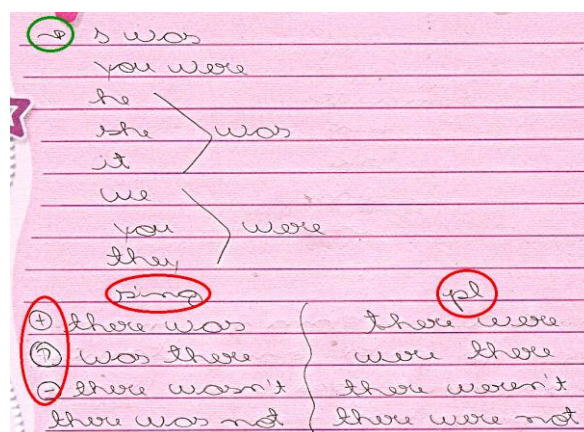 → s was
you were
he
she was
it
we
you were
they
sing pl
+ there was there were
? was there were there
- there wasn't there weren't
there was not there were not